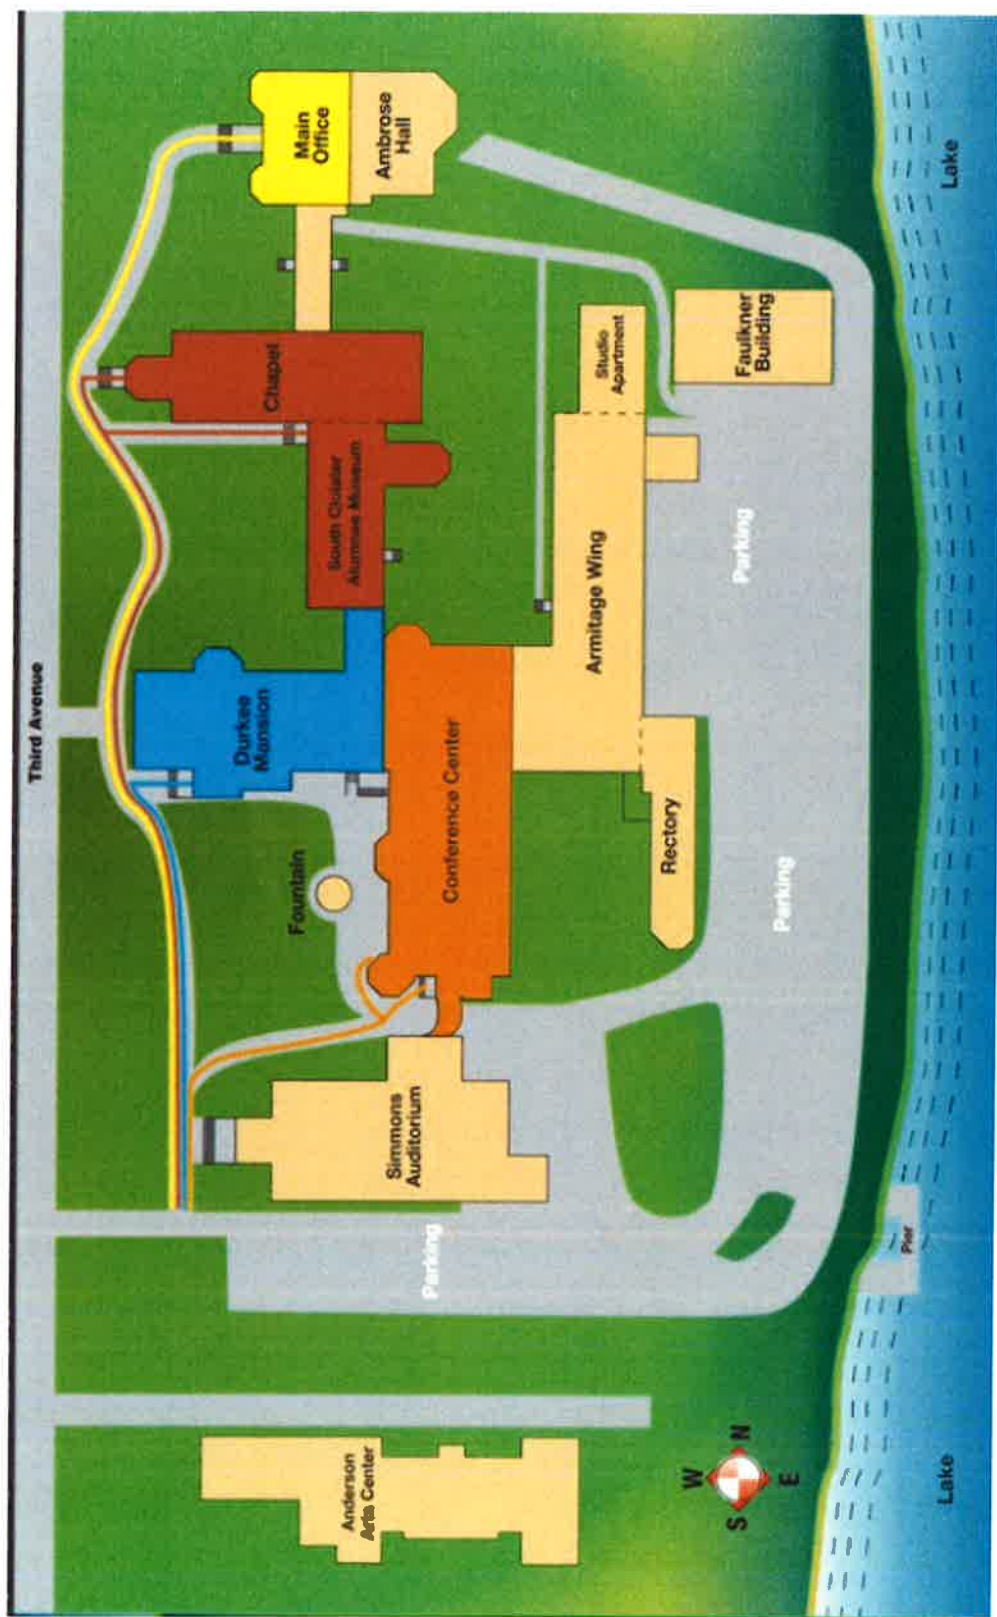 Third Avenue
Anderson
Arts Center
Simmons
Auditorium
Fountain
Durkee
Mansion
South Cloister
Alumnae Museum
Chapel
Main
Office
Ambrose
Hall
Parking
Conference Center
Armitage Wing
Studio
Apartment
Rectory
Faulkner
Building
Parking
Parking
W
S
N
E
Pier
Lake
Lake